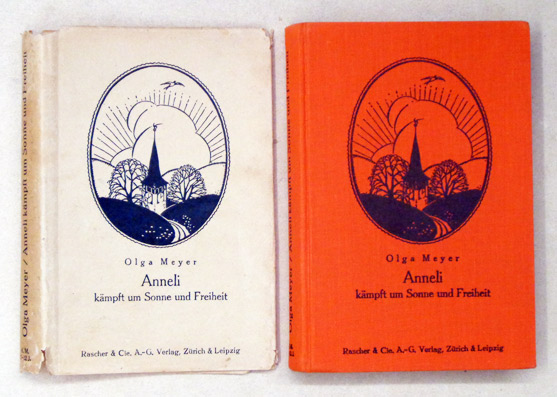 Olga Meyer / Anneli kämpft um Sonne und Freiheit
Olga Meyer
Anneli
kämpft um Sonne und Freiheit
Rascher & Cie. A.-G. Verlag, Zürich & Leipzig
Olga Meyer
Anneli
kämpft um Sonne und Freiheit
Rascher & Cie. A.-G. Verlag, Zürich & Leipzig